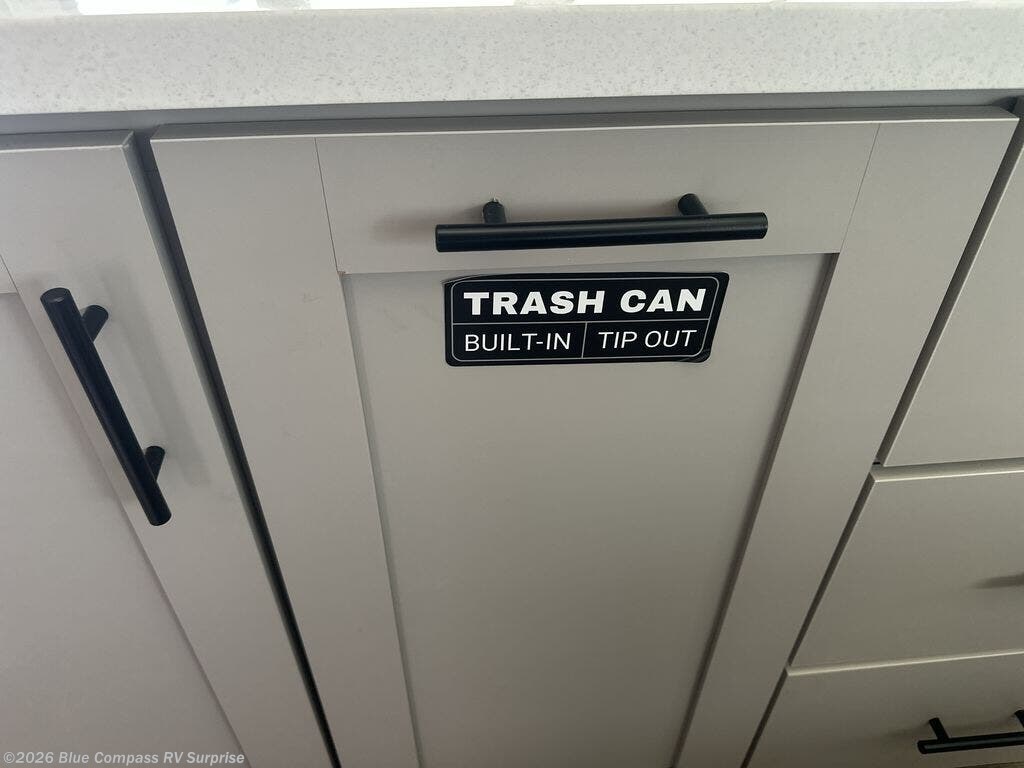 TRASH CAN
BUILT-IN TIP OUT
©2026 Blue Compass RV Surprise